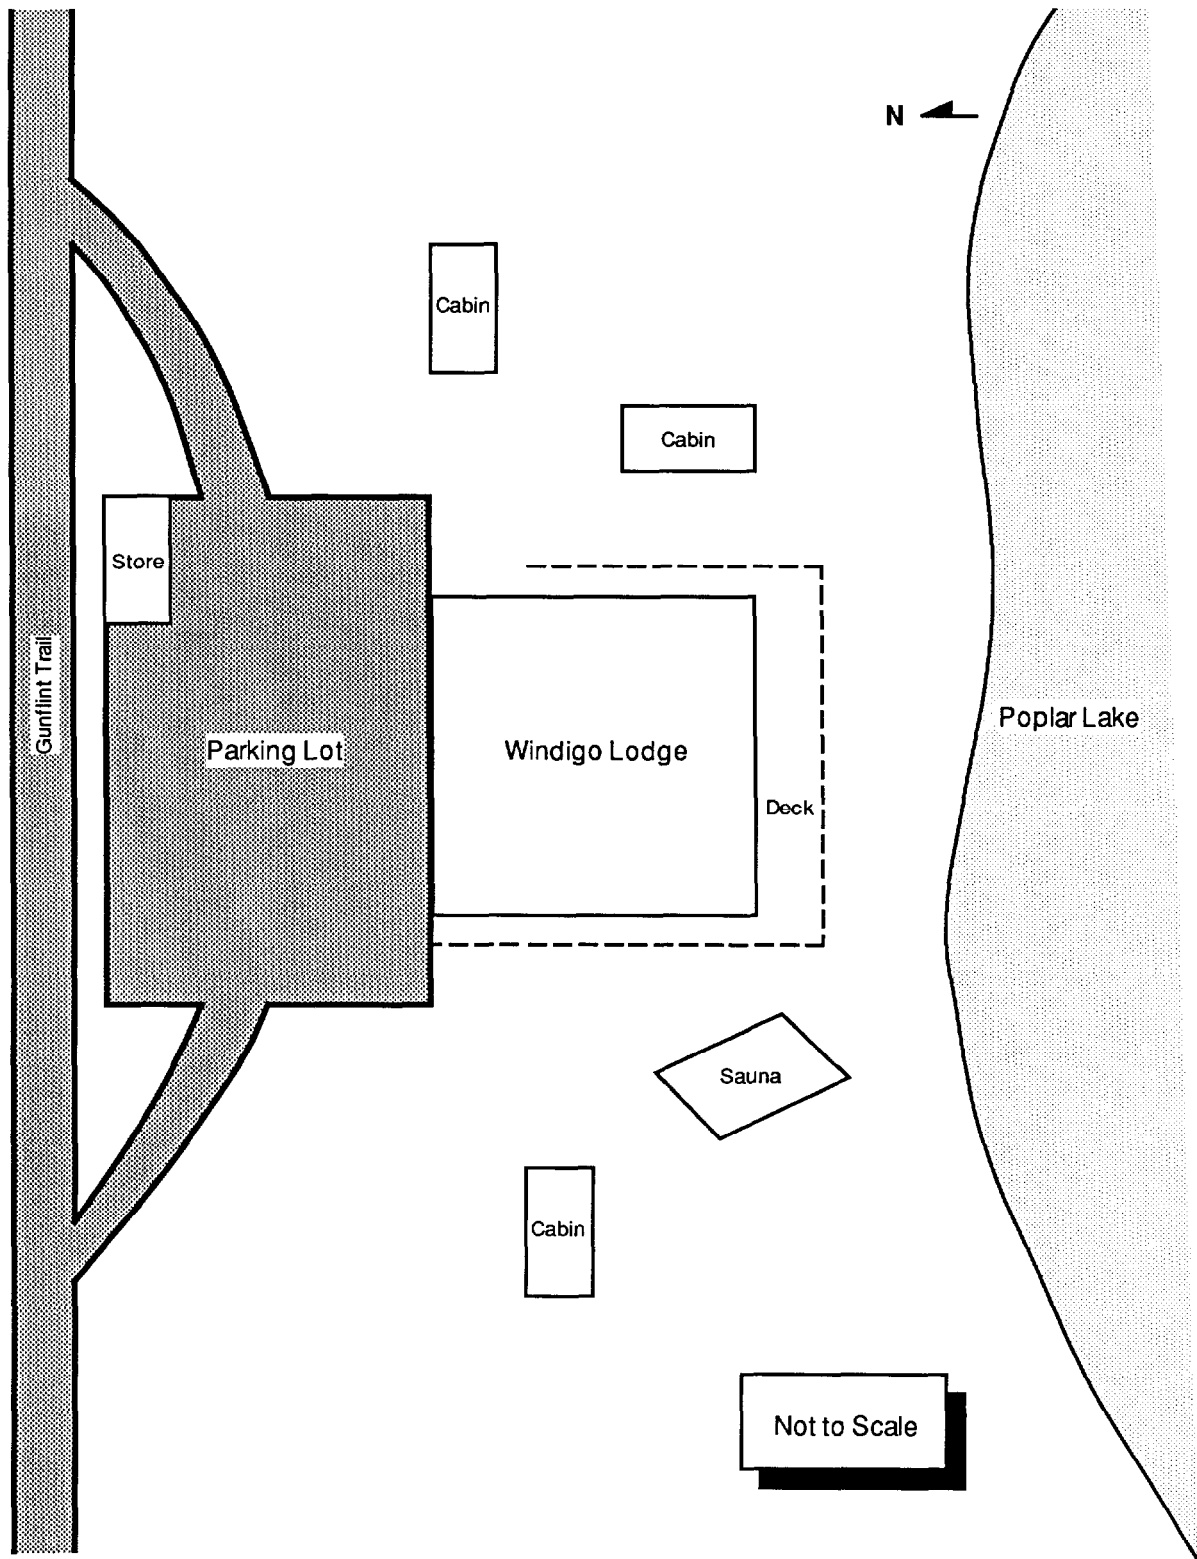 N
Cabin
Cabin
Store
Gunflint Trail
Parking Lot
Windigo Lodge
Poplar Lake
Deck
Sauna
Cabin
Not to Scale